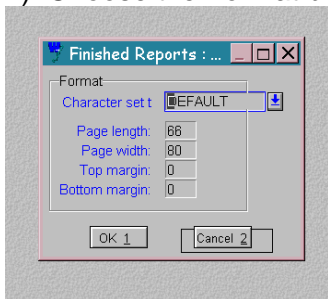 Finished Reports : ...
Format
Character set t DEFAULT
Page length: 66
Page width: 80
Top margin: 0
Bottom margin: 0
OK 1 Cancel 2